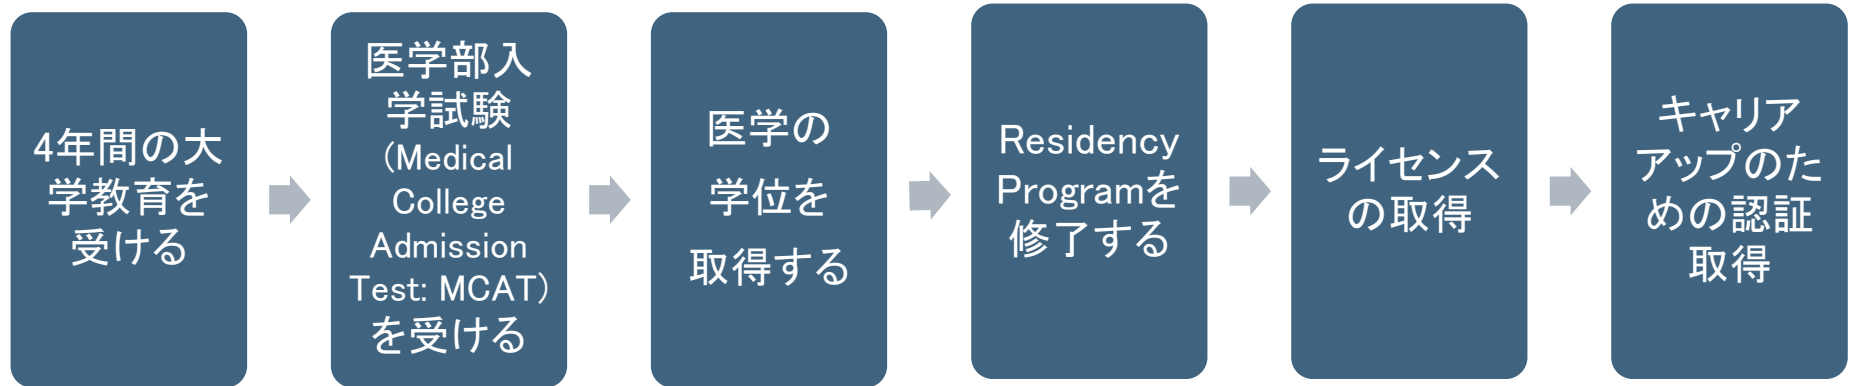 4年間の大
学教育を
受ける
医学部入
学試験
(Medical
College
Admission
Test: MCAT)
を受ける
医学の
学位を
取得する
Residency
Programを
修了する
ライセンス
の取得
キャリア
アップのた
めの認証
取得